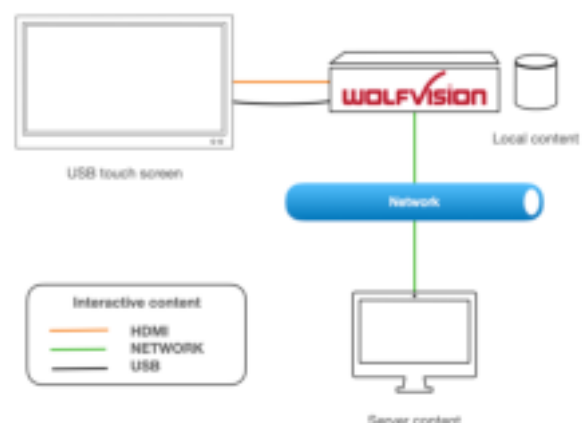 WOLFVISION
Local content
USB touch screen
Network
Interactive content
HDMI
NETWORK
USB
Server content